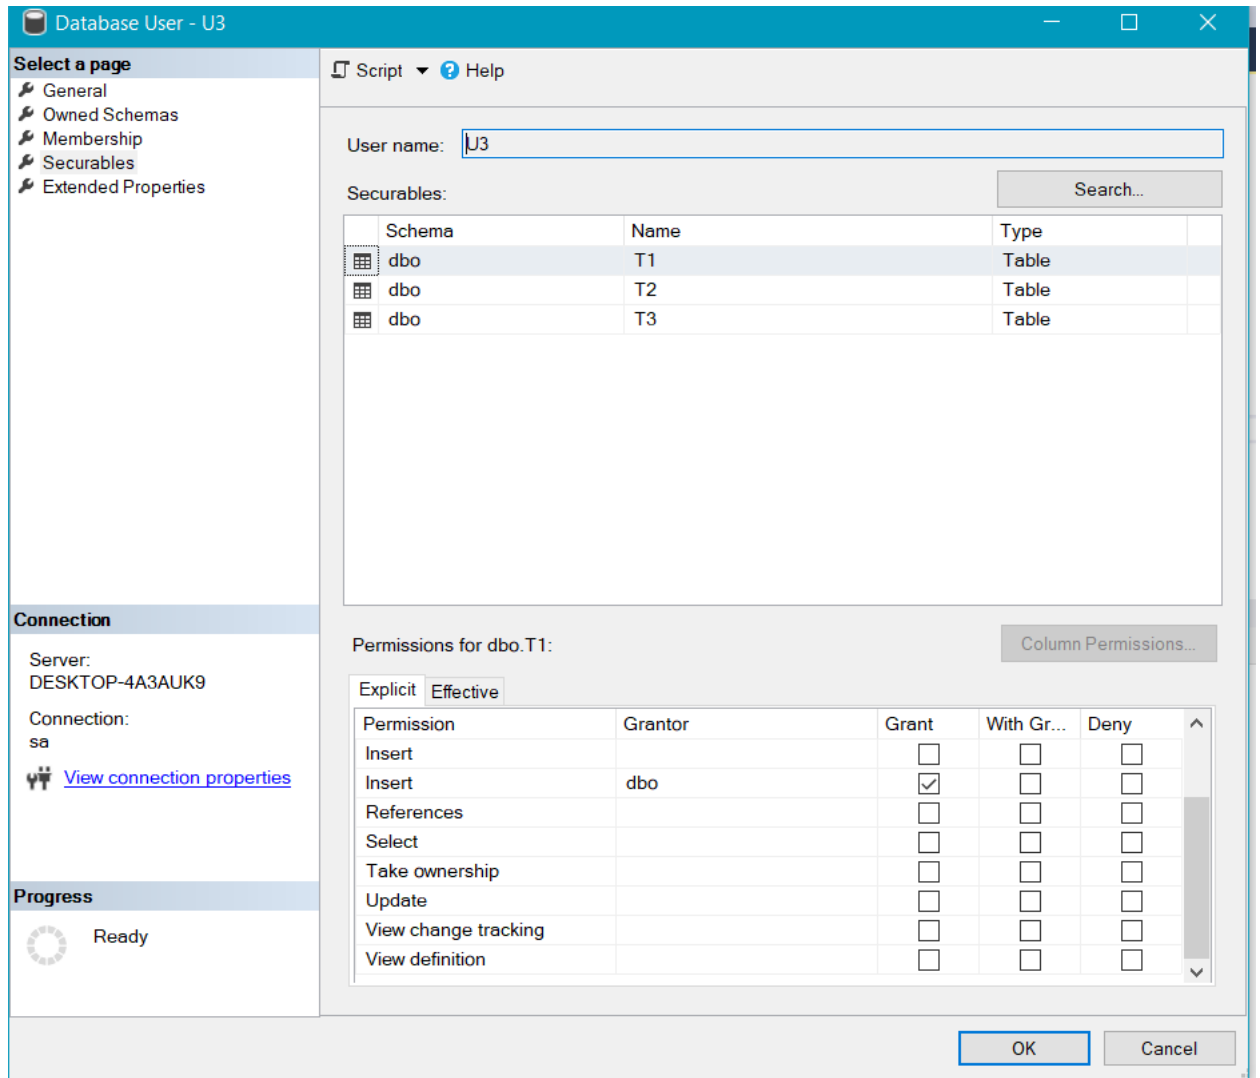 Database User - U3
Select a page
General
Owned Schemas
Membership
Securables
Extended Properties
Script Help
User name: U3
Securables: Search...
Schema Name Type
dbo T1 Table
dbo T2 Table
dbo T3 Table
Connection
Server:
DESKTOP-4A3AUK9
Connection:
sa
View connection properties
Progress
Ready
Permissions for dbo.T1: Column Permissions...
Explicit Effective
Permission Grantor Grant With Gr... Deny
Insert
Insert dbo
References
Select
Take ownership
Update
View change tracking
View definition
OK Cancel